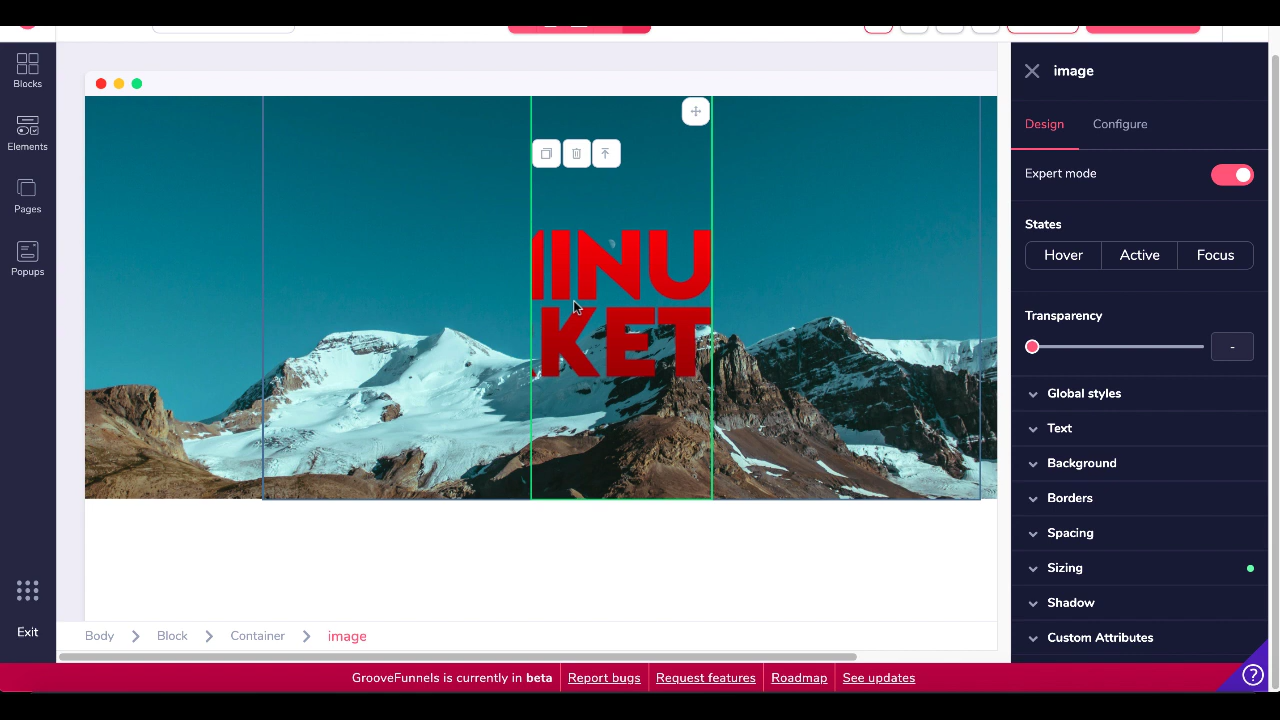 image
Blocks
Design
Configure
Elements
Expert mode
Pages
States
Hover
Active
Focus
Popups
INU
KET
Transparency
-
Global styles
Text
Background
Borders
Spacing
Sizing
Shadow
Custom Attributes
Exit
Body
Block
Container
image
GrooveFunnels is currently in beta
Report bugs
Request features
Roadmap
See updates
?